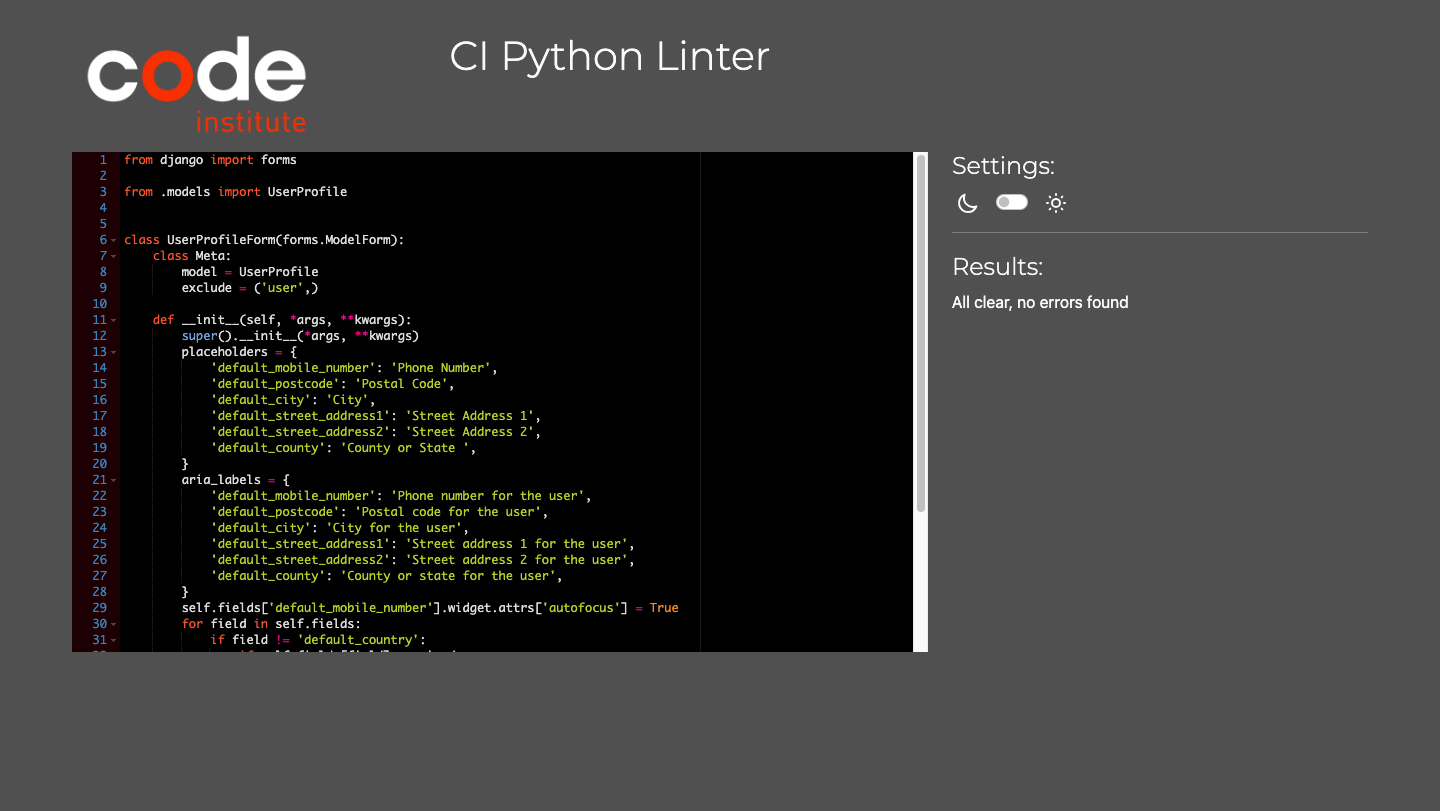 code
institute
CI Python Linter
1 from django import forms
2
3 from .models import UserProfile
4
5
6 class UserProfileForm(forms.ModelForm):
7     class Meta:
8         model = UserProfile
9         exclude = ('user',)
10
11     def __init__(self, *args, **kwargs):
12         super().__init__(*args, **kwargs)
13         placeholders = {
14             'default_mobile_number': 'Phone Number',
15             'default_postcode': 'Postal Code',
16             'default_city': 'City',
17             'default_street_address1': 'Street Address 1',
18             'default_street_address2': 'Street Address 2',
19             'default_county': 'County or State ',
20         }
21         aria_labels = {
22             'default_mobile_number': 'Phone number for the user',
23             'default_postcode': 'Postal code for the user',
24             'default_city': 'City for the user',
25             'default_street_address1': 'Street address 1 for the user',
26             'default_street_address2': 'Street address 2 for the user',
27             'default_county': 'County or state for the user',
28         }
29         self.fields['default_mobile_number'].widget.attrs['autofocus'] = True
30         for field in self.fields:
31             if field != 'default_country':
Settings:
Results:
All clear, no errors found